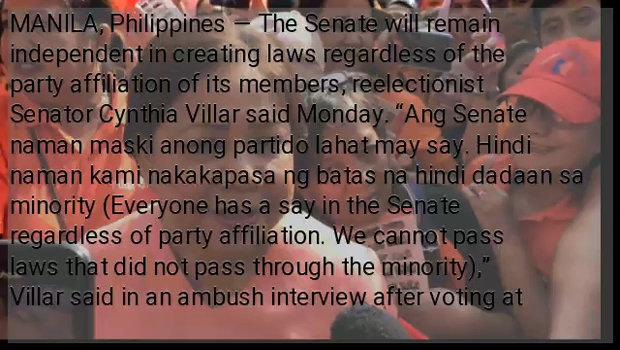 MANILA, Philippines — The Senate will remain
independent in creating laws regardless of the
party affiliation of its members, reelectionist
Senator Cynthia Villar said Monday. “Ang Senate
naman maski anong partido lahat may say. Hindi
naman kami nakakapasa ng batas na hindi dadaan sa
minority (Everyone has a say in the Senate
regardless of party affiliation. We cannot pass
laws that did not pass through the minority),”
Villar said in an ambush interview after voting at